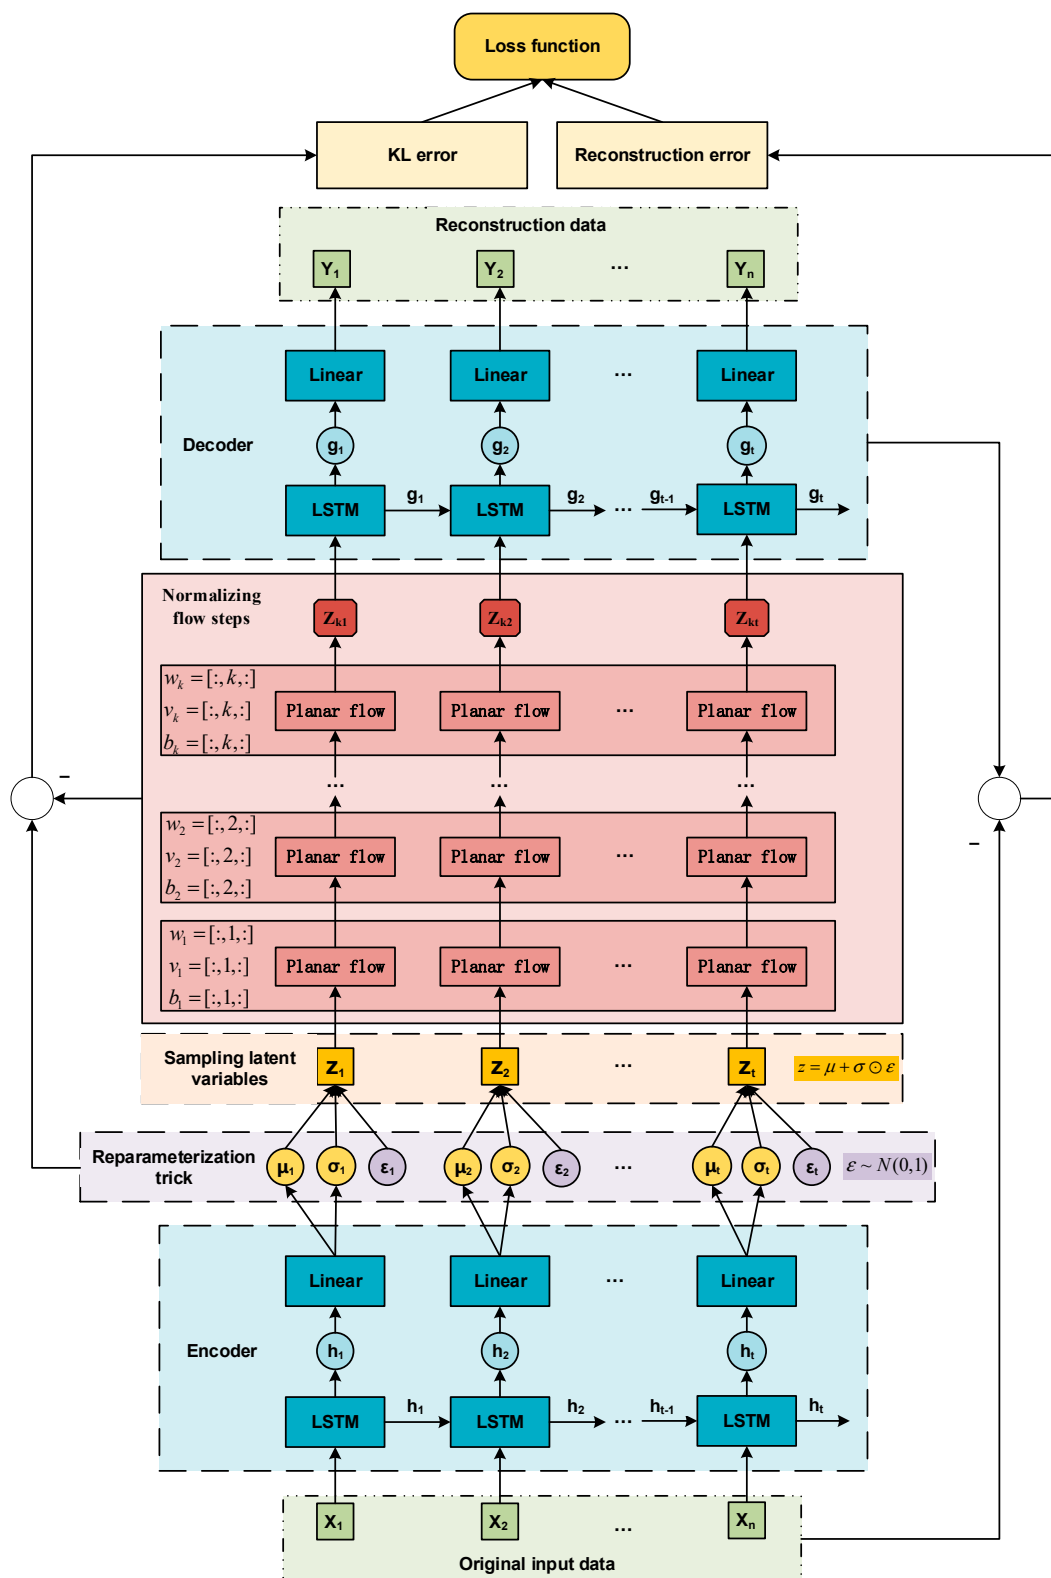 Loss function
KL error
Reconstruction error
Reconstruction data
Y₁ Y₂ ... Yₙ
Linear Linear ... Linear
Decoder g₁ g₂ gₜ
LSTM g₁ LSTM g₂ ... gₜ₋₁ LSTM gₜ
Normalizing
flow steps
Zₖ₁ Zₖ₂ Zₖₜ
wₖ = [:, k, :]
vₖ = [:, k, :] Planar flow Planar flow ... Planar flow
bₖ = [:, k, :]
... ... ...
– –
w₂ = [:, 2, :]
v₂ = [:, 2, :] Planar flow Planar flow ... Planar flow
b₂ = [:, 2, :]
w₁ = [:, 1, :]
v₁ = [:, 1, :] Planar flow Planar flow ... Planar flow
b₁ = [:, 1, :]
Sampling latent
variables
Z₁ Z₂ ... Zₜ z = μ + σ ⊙ ε
Reparameterization
trick
μ₁ σ₁ ε₁ μ₂ σ₂ ε₂ ... μₜ σₜ εₜ ε ~ N(0,1)
Linear Linear ... Linear
Encoder h₁ h₂ hₜ
LSTM h₁ LSTM h₂ ... hₜ₋₁ LSTM hₜ
X₁ X₂ ... Xₙ
Original input data